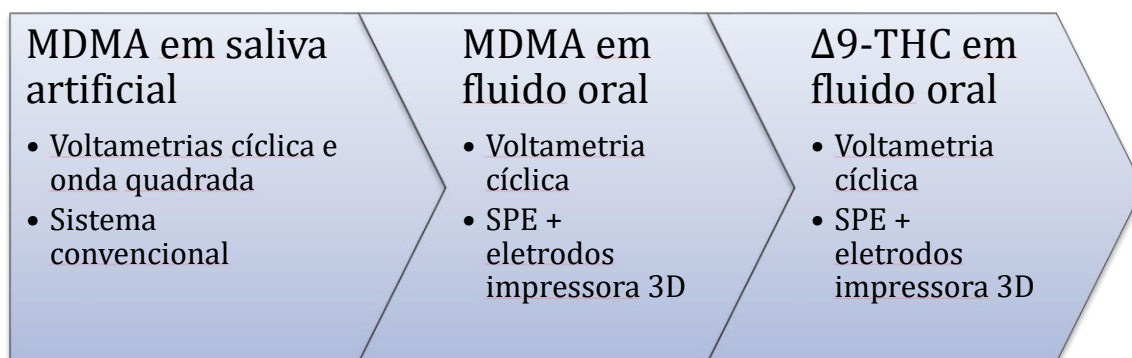 MDMA em saliva
artificial
• Voltametrias cíclica e
onda quadrada
• Sistema
convencional
MDMA em
fluido oral
• Voltametria
cíclica
• SPE +
eletrodos
impressora 3D
Δ9-THC em
fluido oral
• Voltametria
cíclica
• SPE +
eletrodos
impressora 3D